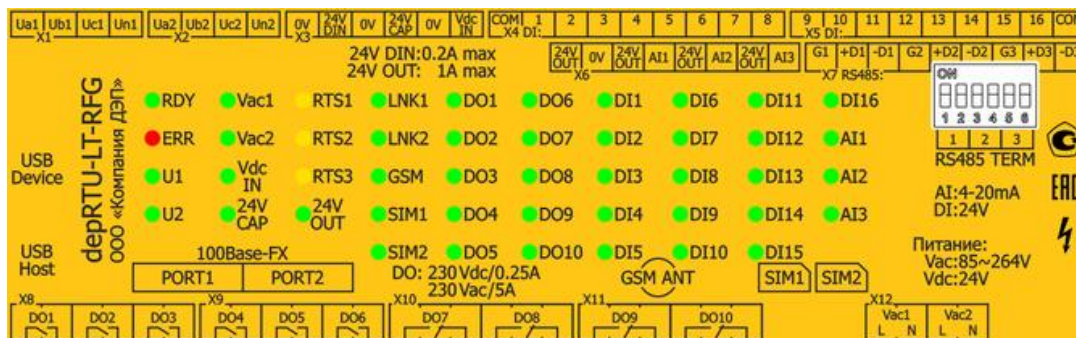 Ua1 Ub1 Uc1 Un1 Ua2 Ub2 Uc2 Un2 0V 24V DIN 0V 24V CAP 0V Vdc IN COM 1 2 3 4 5 6 7 8 9 10 11 12 13 14 15 16 COM
X1 X2 X3 X4 DI: X5 DI:
24V DIN:0.2A max
24V OUT: 1A max
24V OUT 0V 24V OUT AI1 24V OUT AI2 24V OUT AI3 G1 +D1 -D1 G2 +D2 -D2 G3 +D3 -D3
X6 X7 RS485:
ON
1 2 3 4 5 6
1 2 3
RS485 TERM
depRTU-LT-RFG
ООО «Компания ДЭП»
USB Device
USB Host
RDY Vac1 RTS1 LNK1 DO1 DO6 DI1 DI6 DI11 DI16
ERR Vac2 RTS2 LNK2 DO2 DO7 DI2 DI7 DI12 AI1
U1 Vdc IN RTS3 GSM DO3 DO8 DI3 DI8 DI13 AI2
U2 24V CAP 24V OUT SIM1 DO4 DO9 DI4 DI9 DI14 AI3
SIM2 DO5 DO10 DI5 DI10 DI15
AI:4-20mA
DI:24V
EAC
Питание:
Vac:85~264V
Vdc:24V
100Base-FX
PORT1 PORT2
DO: 230 Vdc/0.25A
230 Vac/5A
GSM ANT
SIM1 SIM2
X8 X9 X10 X11 X12
DO1 DO2 DO3 DO4 DO5 DO6 DO7 DO8 DO9 DO10 Vac1 Vac2
L N L N